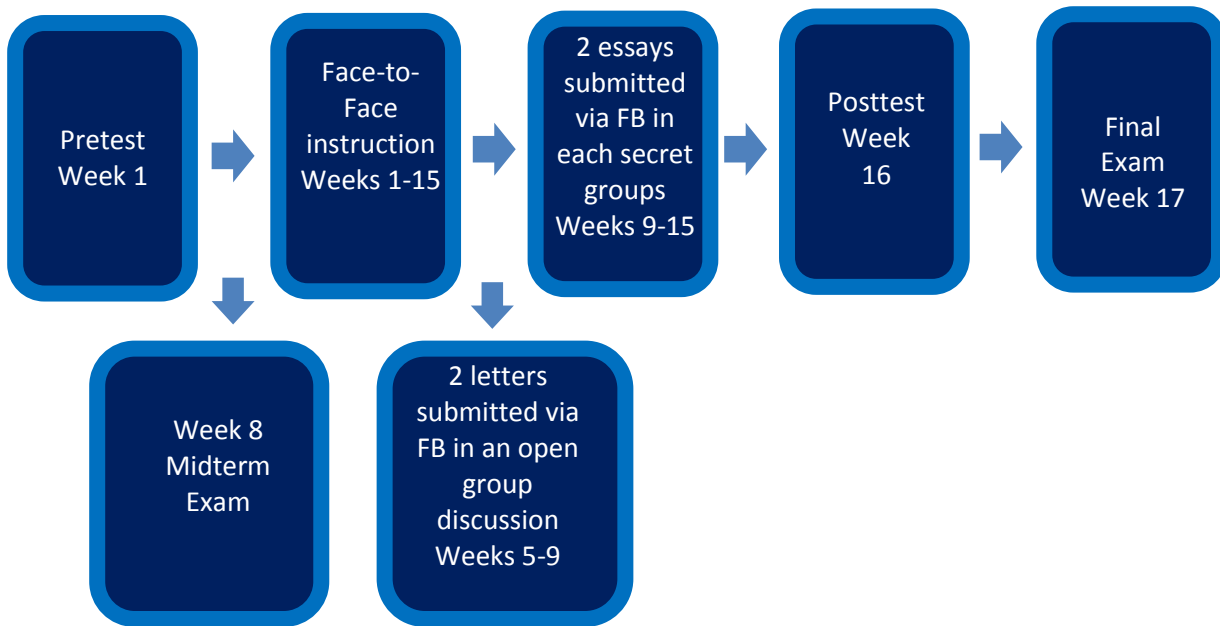 Pretest
Week 1
Face-to-
Face
instruction
Weeks 1-15
2 essays
submitted
via FB in
each secret
groups
Weeks 9-15
Posttest
Week
16
Final
Exam
Week 17
Week 8
Midterm
Exam
2 letters
submitted via
FB in an open
group
discussion
Weeks 5-9